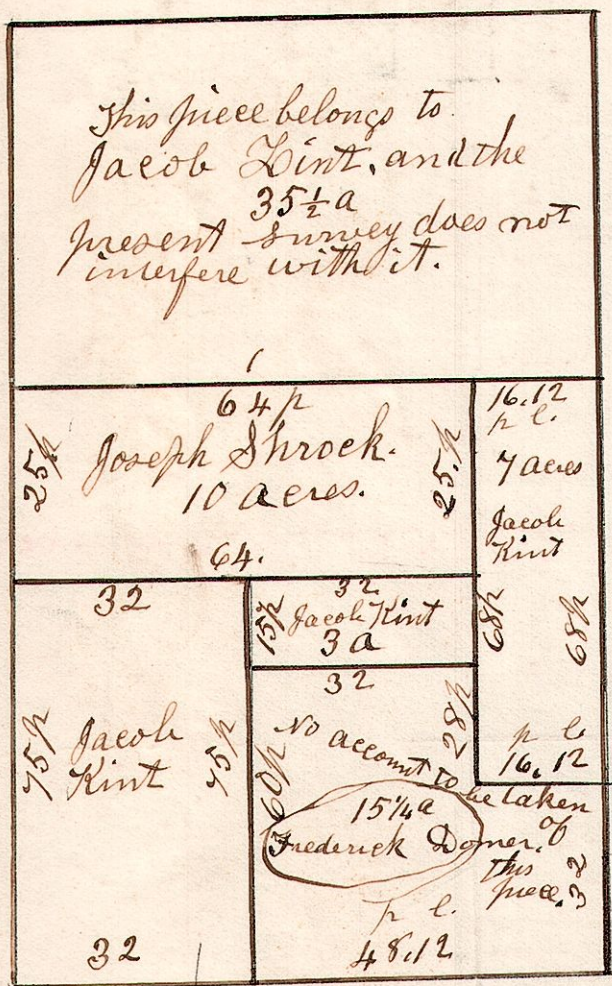 This piece belongs to
Jacob Kint, and the
35½ a
present survey does not
interfere with it.
64 p
25 p
Joseph Shrock.
10 acres.
25. p
64.
16.12
p l.
7 acres
Jacob
Kint
68 p
68 p
p l.
16.12
32
75 p
Jacob
Kint
75 p
32
32
15 p
Jacob Kint
3 a
32
28 p
60 p
No account to be taken
of
this
piece.
32
15¼ a
Frederick Domer.
p l.
48.12